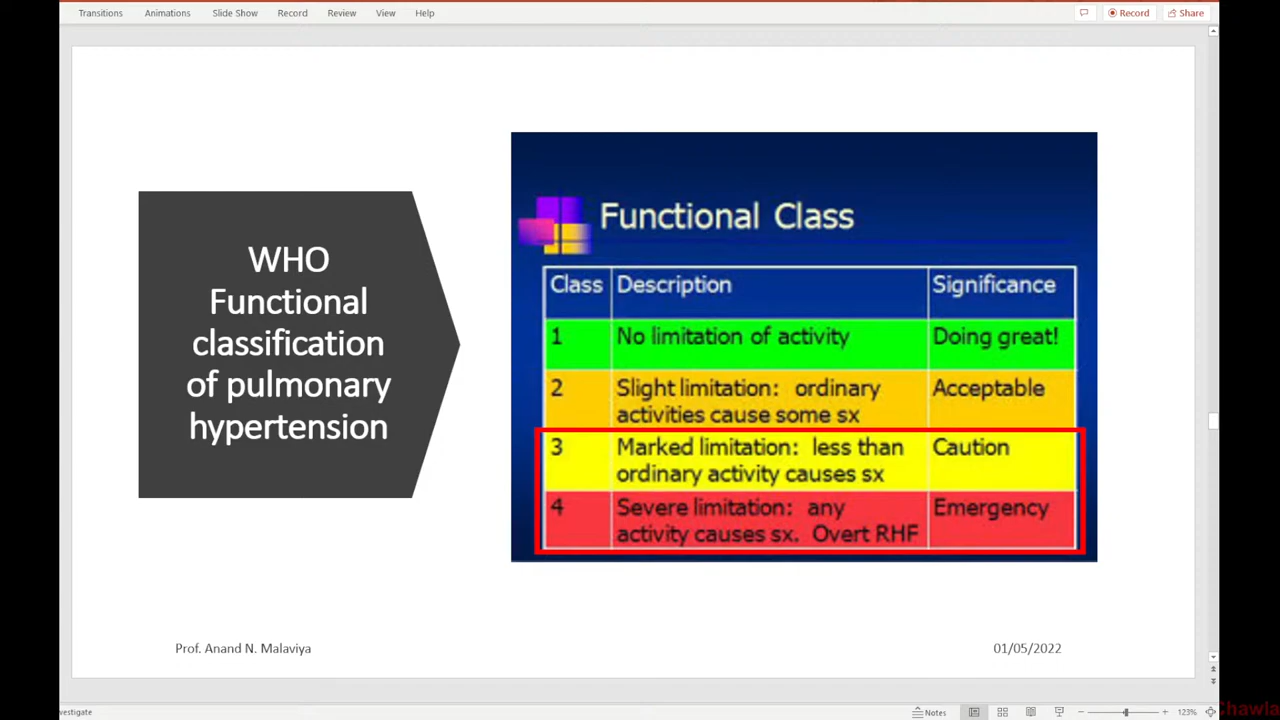 Transitions Animations Slide Show Record Review View Help
Record Share
WHO
Functional
classification
of pulmonary
hypertension
Functional Class
Class Description Significance
1 No limitation of activity Doing great!
2 Slight limitation: ordinary Acceptable
activities cause some sx
3 Marked limitation: less than Caution
ordinary activity causes sx
4 Severe limitation: any Emergency
activity causes sx. Overt RHF
Prof. Anand N. Malaviya 01/05/2022
vestigate Notes 123%
Chawla